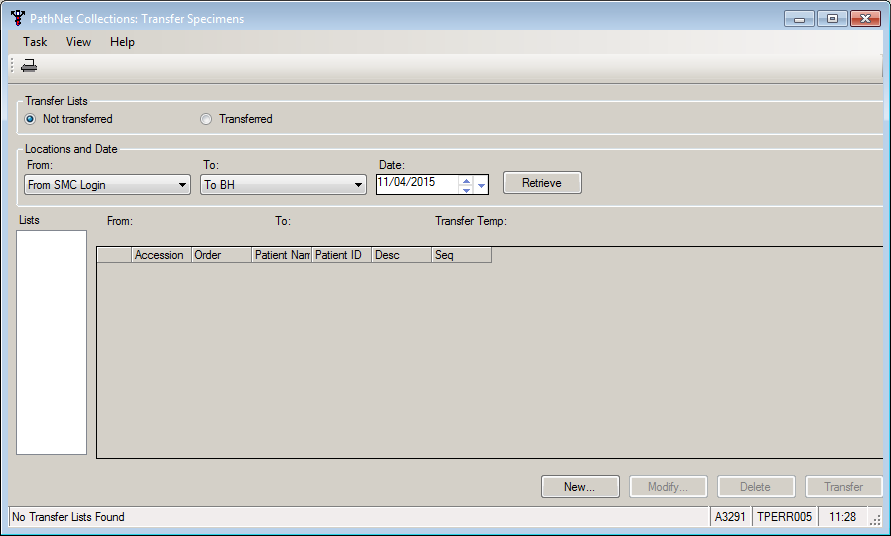 PathNet Collections: Transfer Specimens
Task View Help
Transfer Lists
Not transferred Transferred
Locations and Date
From: To: Date:
From SMC Login To BH 11/04/2015 Retrieve
Lists From: To: Transfer Temp:
Accession Order Patient Nam Patient ID Desc Seq
New... Modify... Delete Transfer
No Transfer Lists Found A3291 TPERR005 11:28